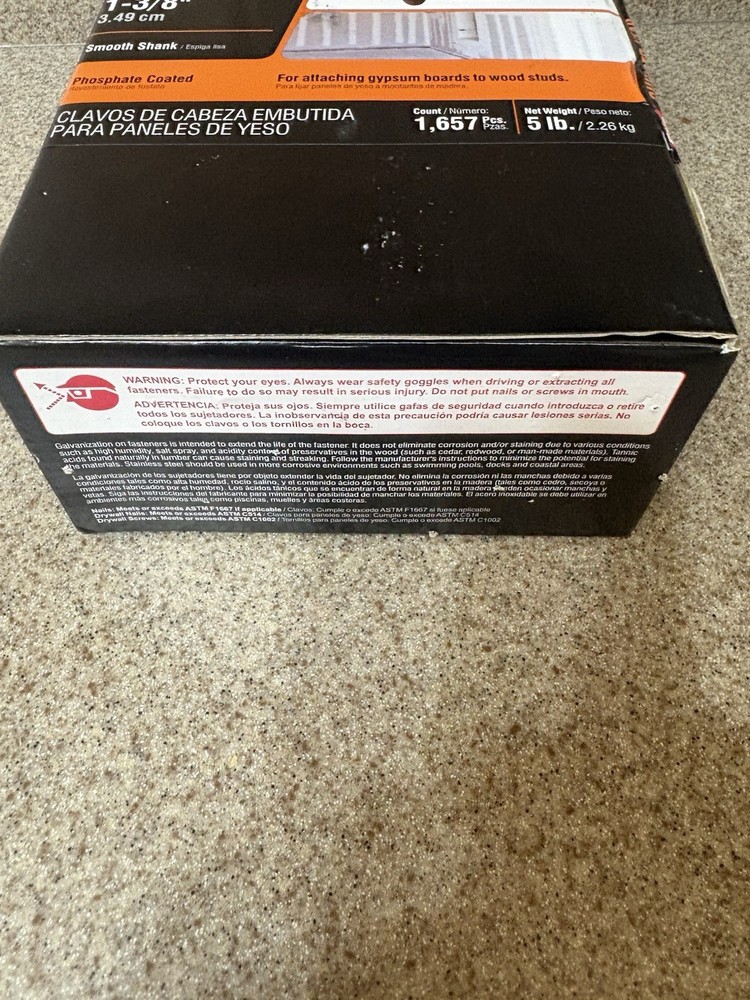 1-3/8"
3.49 cm
Smooth Shank / Espiga lisa
Phosphate Coated
Revestimiento de fosfato
For attaching gypsum boards to wood studs.
Para fijar paneles de yeso a montantes de madera.
CLAVOS DE CABEZA EMBUTIDA
PARA PANELES DE YESO
Count / Número:
1,657 Pcs. Pzas.
Net Weight / Peso neto:
5 lb. / 2.26 kg
WARNING: Protect your eyes. Always wear safety goggles when driving or extracting all
fasteners. Failure to do so may result in serious injury. Do not put nails or screws in mouth.
ADVERTENCIA: Proteja sus ojos. Siempre utilice gafas de seguridad cuando introduzca o retire
todos los sujetadores. La inobservancia de esta precaución podría causar lesiones serias. No
coloque los clavos o los tornillos en la boca.
Galvanization on fasteners is intended to extend the life of the fastener. It does not eliminate corrosion and/or staining due to various conditions
such as high humidity, salt spray, and acidity content of preservatives in the wood (such as cedar, redwood, or man-made materials). Tannic
acids found naturally in lumber can cause staining and streaking. Follow the manufacturer's instructions to minimize the potential for staining
the materials. Stainless steel should be used in more corrosive environments such as swimming pools, docks and coastal areas.
La galvanización de los sujetadores tiene por objeto extender la vida del sujetador. No elimina la corrosión ni las manchas debido a varias
condiciones tales como alta humedad, rocío salino, y el contenido ácido de los preservativos en la madera (tales como cedro, secoya o
materiales fabricados por el hombre). Los ácidos tánicos que se encuentran de forma natural en la madera pueden ocasionar manchas y
vetas. Siga las instrucciones del fabricante para minimizar la posibilidad de manchar los materiales. El acero inoxidable se debe utilizar en
ambientes más corrosivos tales como piscinas, muelles y áreas costeras.
Nails: Meets or exceeds ASTM F1667 if applicable / Clavos: Cumple o excede ASTM F1667 si fuese aplicable
Drywall Nails: Meets or exceeds ASTM C514 / Clavos para paneles de yeso: Cumple o excede ASTM C514
Drywall Screws: Meets or exceeds ASTM C1002 / Tornillos para paneles de yeso: Cumple o excede ASTM C1002